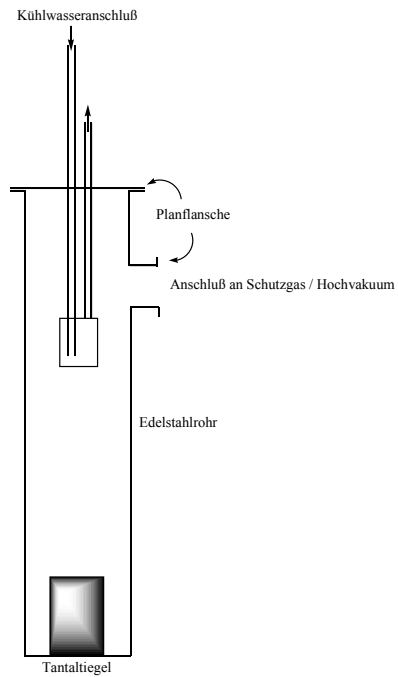 Kühlwasseranschluß
Planflansche
Anschluß an Schutzgas / Hochvakuum
Edelstahlrohr
Tantaltiegel